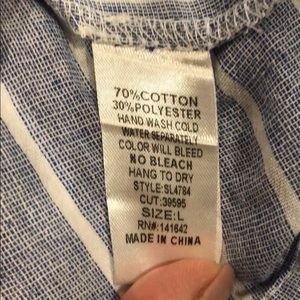 70%COTTON
30%POLYESTER
HAND WASH COLD
WATER SEPARATELY
COLOR WILL BLEED
NO BLEACH
HANG TO DRY
STYLE:SL4784
CUT:39595
SIZE:L
RN#:141642
MADE IN CHINA